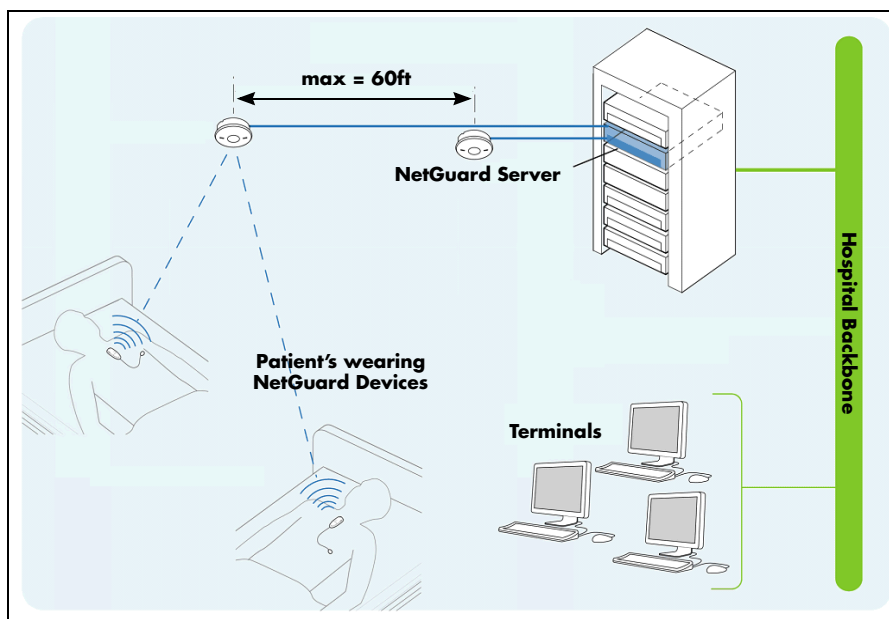 max = 60ft
NetGuard Server
Patient's wearing
NetGuard Devices
Terminals
Hospital Backbone